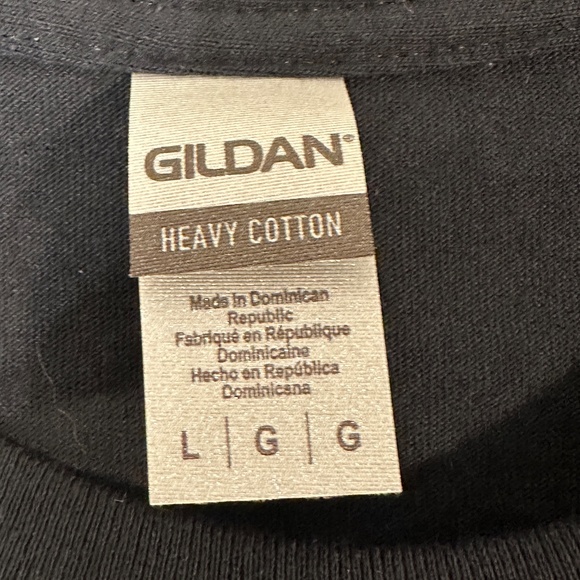 GILDAN®
HEAVY COTTON
Made in Dominican
Republic
Fabriqué en République
Dominicaine
Hecho en República
Dominicana
L | G | G